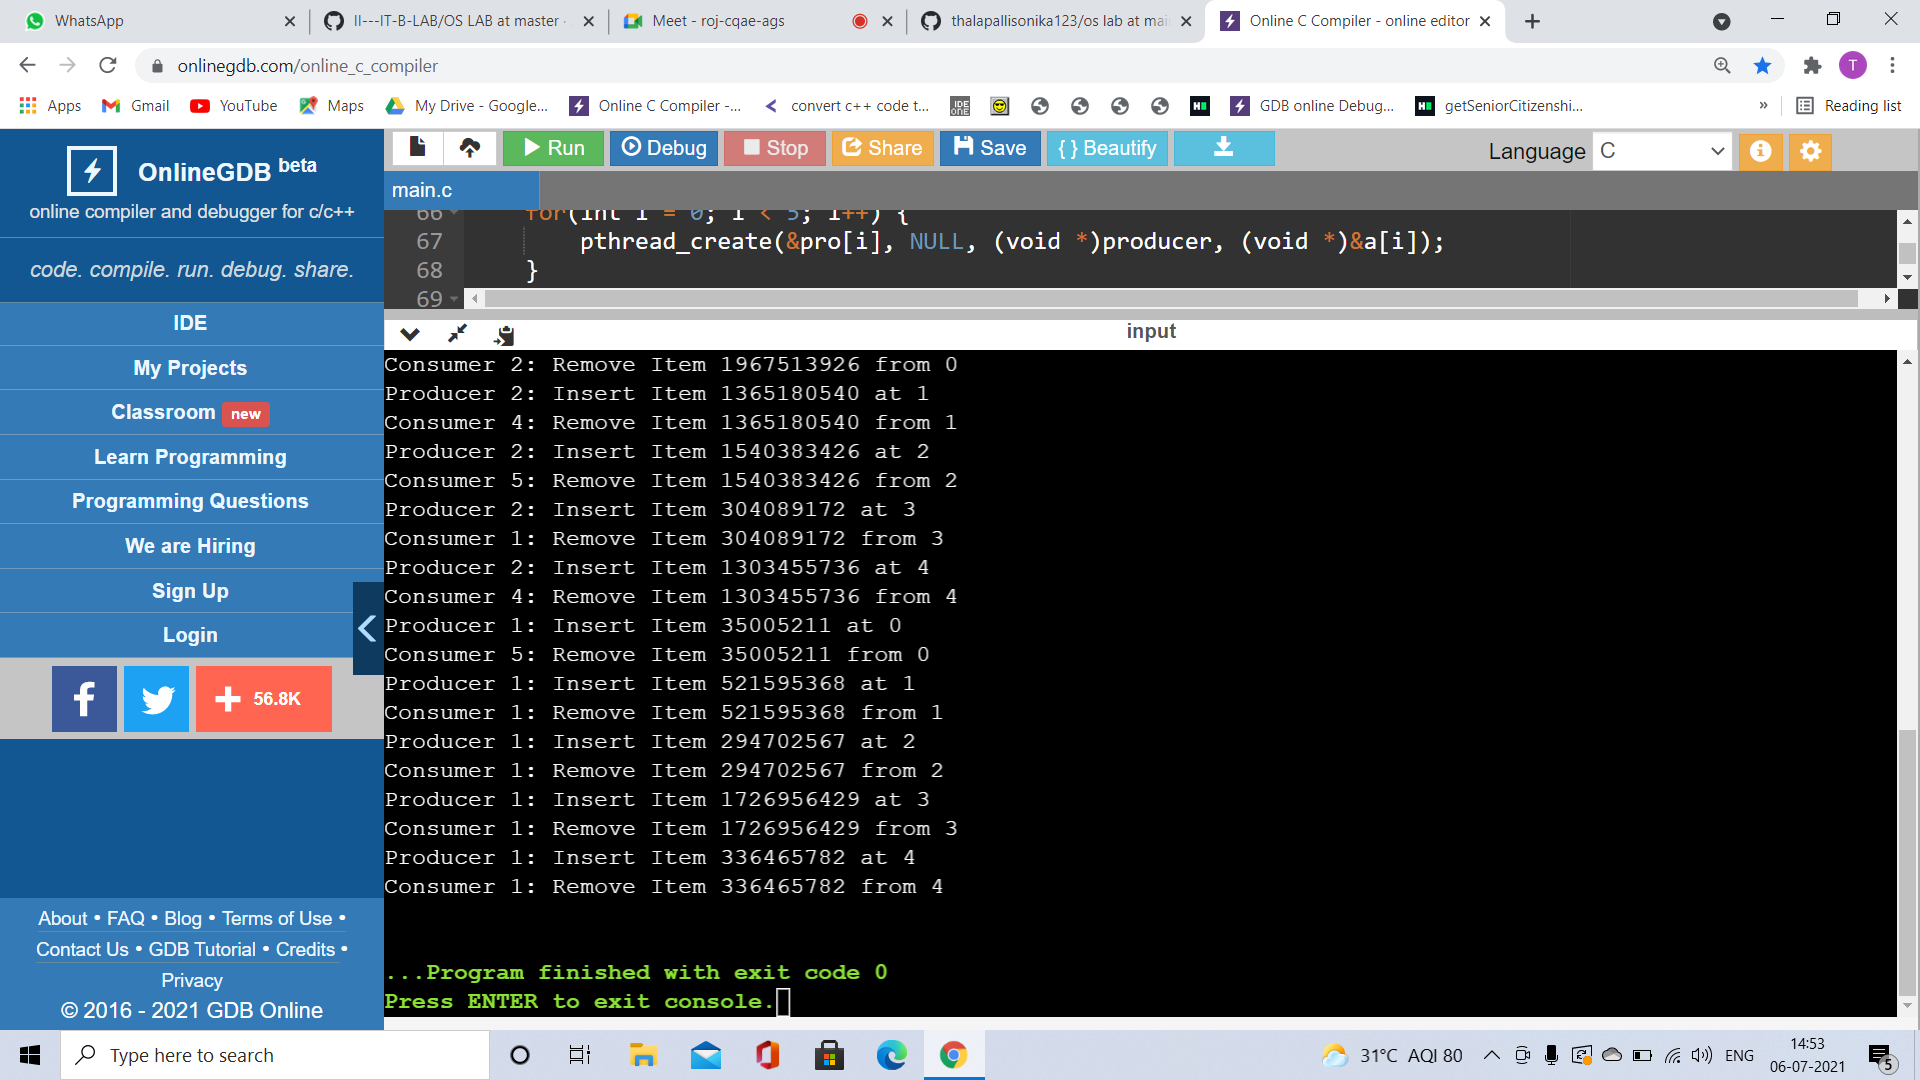 WhatsApp
II---IT-B-LAB/OS LAB at master
Meet - roj-cqae-ags
thalapallisonika123/os lab at mai
Online C Compiler - online editor
onlinegdb.com/online_c_compiler
T
Apps
Gmail
YouTube
Maps
My Drive - Google...
Online C Compiler -...
convert c++ code t...
GDB online Debug...
getSeniorCitizenshi...
»
Reading list
OnlineGDB beta
online compiler and debugger for c/c++
code. compile. run. debug. share.
IDE
My Projects
Classroom new
Learn Programming
Programming Questions
We are Hiring
Sign Up
Login
56.8K
About • FAQ • Blog • Terms of Use •
Contact Us • GDB Tutorial • Credits •
Privacy
© 2016 - 2021 GDB Online
Run
Debug
Stop
Share
Save
{ } Beautify
Language C
main.c
66 for(int i = 0; i < 5; i++) {
67 pthread_create(&pro[i], NULL, (void *)producer, (void *)&a[i]);
68 }
69
input
Consumer 2: Remove Item 1967513926 from 0
Producer 2: Insert Item 1365180540 at 1
Consumer 4: Remove Item 1365180540 from 1
Producer 2: Insert Item 1540383426 at 2
Consumer 5: Remove Item 1540383426 from 2
Producer 2: Insert Item 304089172 at 3
Consumer 1: Remove Item 304089172 from 3
Producer 2: Insert Item 1303455736 at 4
Consumer 4: Remove Item 1303455736 from 4
Producer 1: Insert Item 35005211 at 0
Consumer 5: Remove Item 35005211 from 0
Producer 1: Insert Item 521595368 at 1
Consumer 1: Remove Item 521595368 from 1
Producer 1: Insert Item 294702567 at 2
Consumer 1: Remove Item 294702567 from 2
Producer 1: Insert Item 1726956429 at 3
Consumer 1: Remove Item 1726956429 from 3
Producer 1: Insert Item 336465782 at 4
Consumer 1: Remove Item 336465782 from 4
...Program finished with exit code 0
Press ENTER to exit console.
Type here to search
31°C AQI 80
ENG
14:53
06-07-2021
5